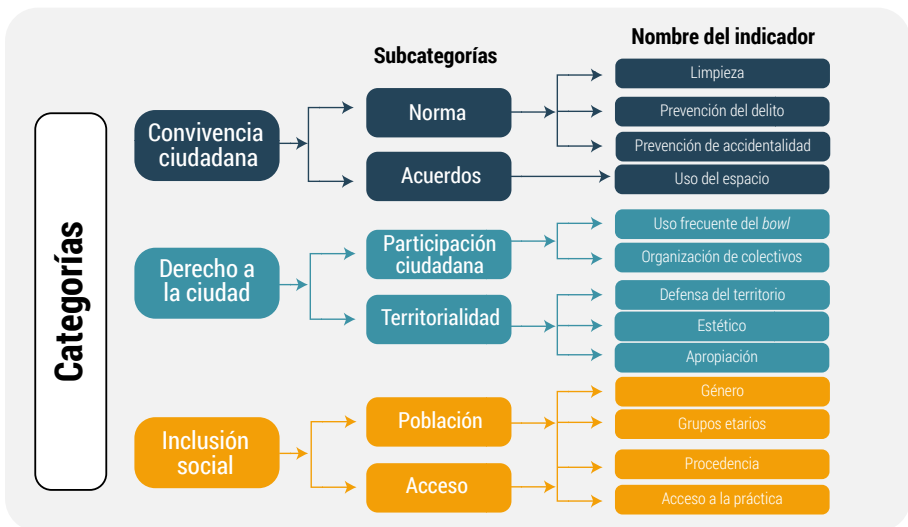 Categorías
Subcategorías
Nombre del indicador
Convivencia
ciudadana
Norma
Limpieza
Prevención del delito
Prevención de accidentalidad
Acuerdos
Uso del espacio
Derecho a
la ciudad
Participación
ciudadana
Uso frecuente del bowl
Organización de colectivos
Territorialidad
Defensa del territorio
Estético
Apropiación
Inclusión
social
Población
Género
Grupos etarios
Acceso
Procedencia
Acceso a la práctica